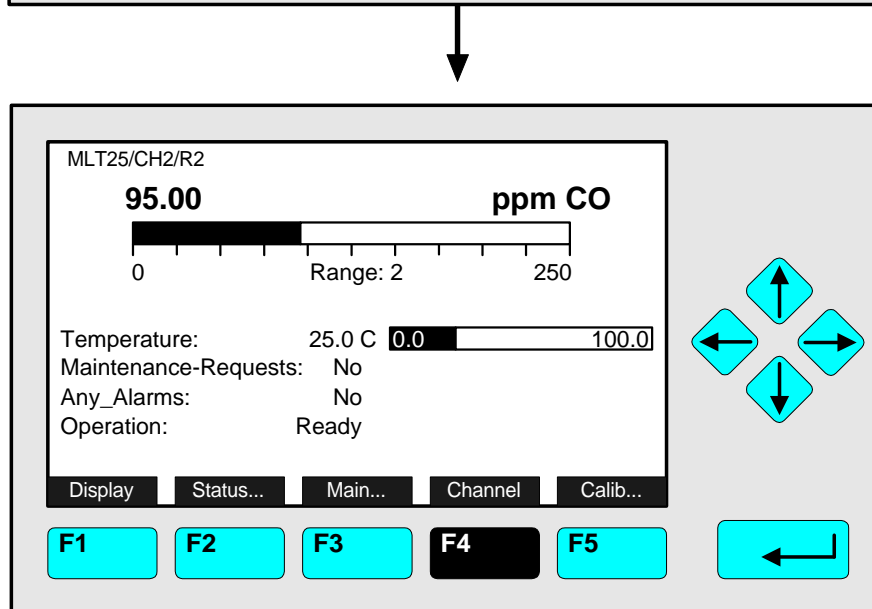 MLT25/CH2/R2
95.00 ppm CO
0 Range: 2 250
Temperature: 25.0 C 0.0 100.0
Maintenance-Requests: No
Any_Alarms: No
Operation: Ready
Display Status... Main... Channel Calib...
F1 F2 F3 F4 F5